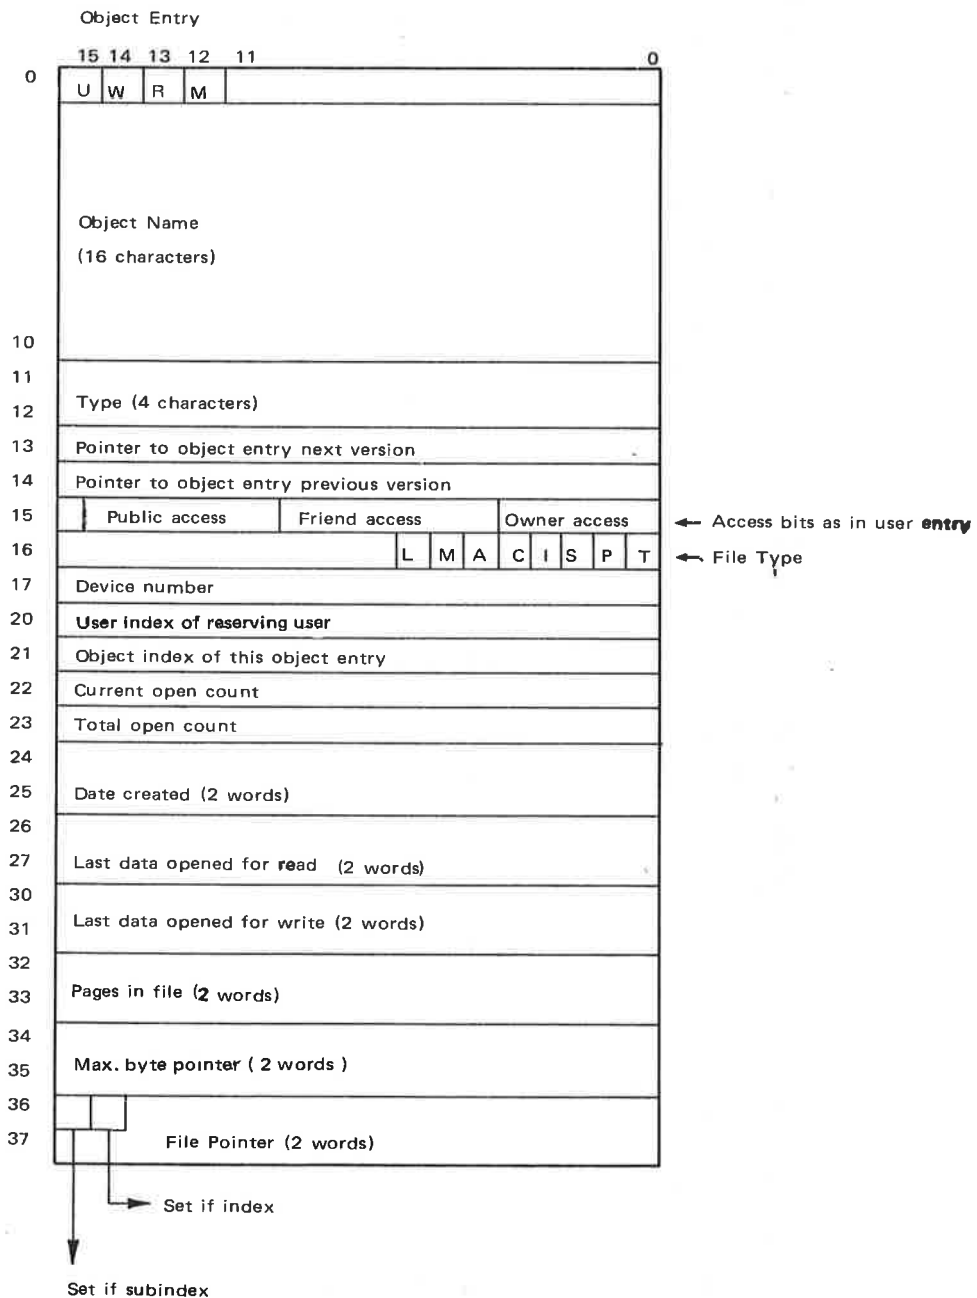 Object Entry
15 14 13 12 11 0
0
U W R M
Object Name
(16 characters)
10
11
Type (4 characters)
12
13 Pointer to object entry next version
14 Pointer to object entry previous version
15 Public access Friend access Owner access ← Access bits as in user entry
16 L M A C I S P T ← File Type
17 Device number
20 User index of reserving user
21 Object index of this object entry
22 Current open count
23 Total open count
24
25 Date created (2 words)
26
27 Last data opened for read (2 words)
30
Last data opened for write (2 words)
31
32
33 Pages in file (2 words)
34
35 Max. byte pointer ( 2 words )
36
37 File Pointer (2 words)
Set if index
Set if subindex